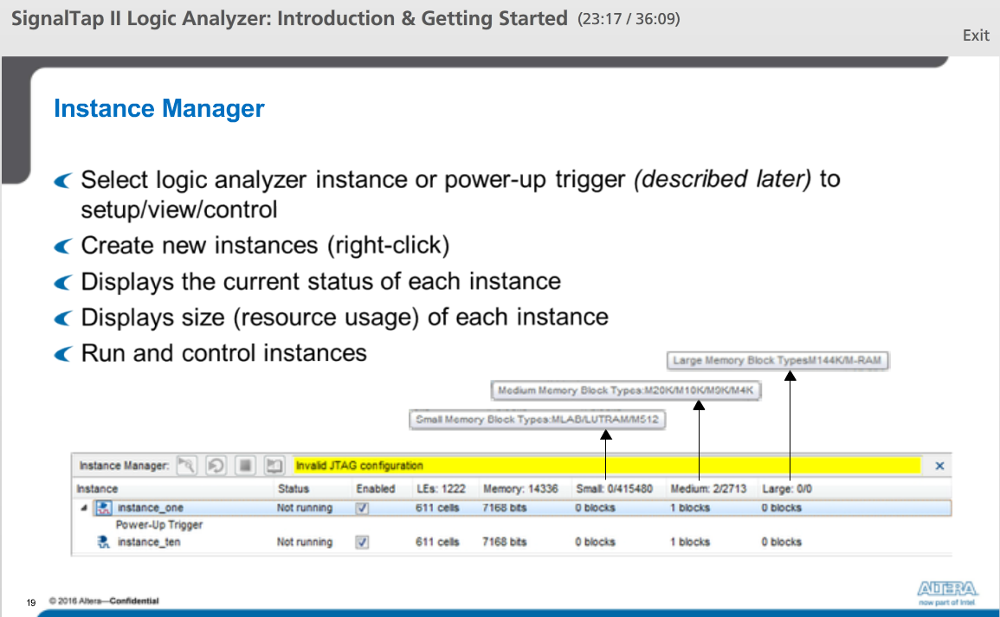 SignalTap II Logic Analyzer: Introduction & Getting Started (23:17 / 36:09)
Exit
Instance Manager
Select logic analyzer instance or power-up trigger (described later) to
setup/view/control
Create new instances (right-click)
Displays the current status of each instance
Displays size (resource usage) of each instance
Run and control instances
Large Memory Block TypesM144K/M-RAM
Medium Memory Block Types:M20K/M10K/M9K/M4K
Small Memory Block Types:MLAB/LUTRAM/M512
Instance Manager: Invalid JTAG configuration
Instance Status Enabled LEs: 1222 Memory: 14336 Small: 0/415480 Medium: 2/2713 Large: 0/0
instance_one Not running 611 cells 7168 bits 0 blocks 1 blocks 0 blocks
Power-Up Trigger
instance_ten Not running 611 cells 7168 bits 0 blocks 1 blocks 0 blocks
19 © 2016 Altera—Confidential
ALTERA
now part of Intel